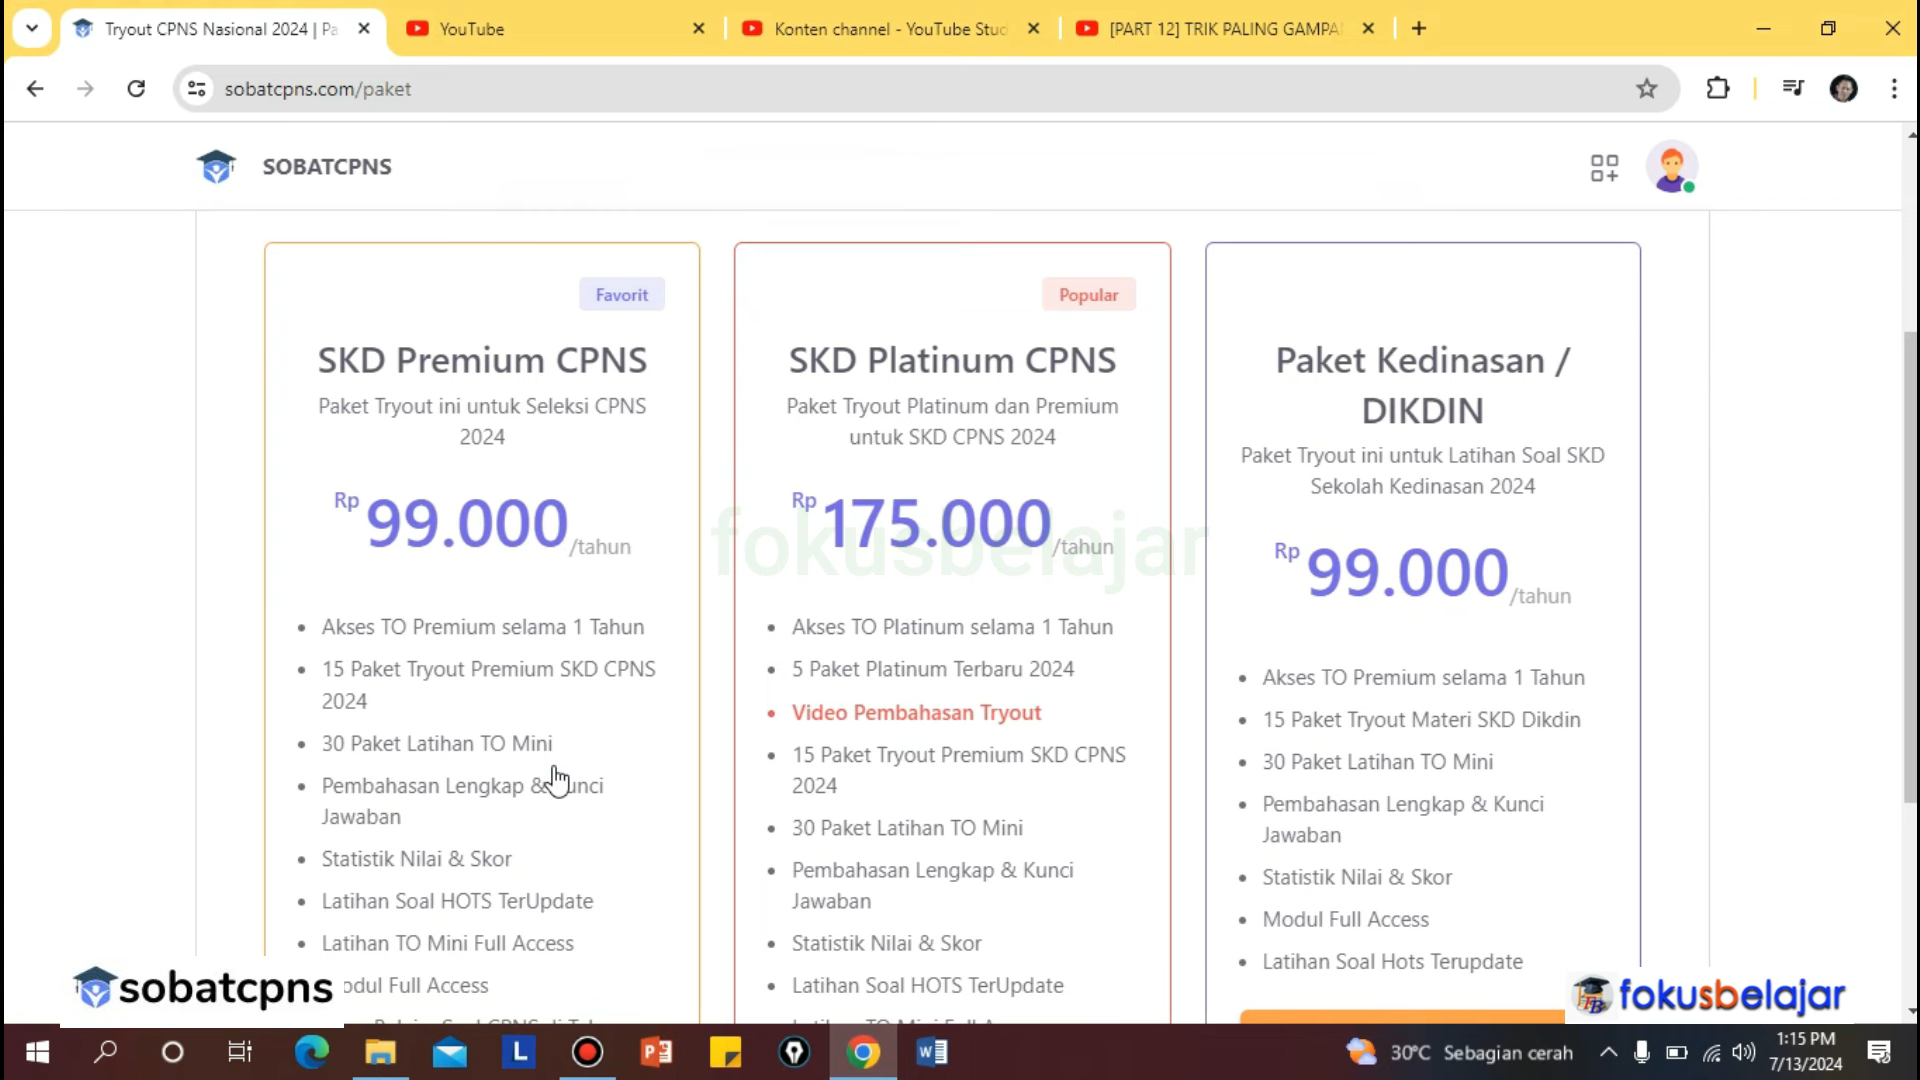 Tryout CPNS Nasional 2024 | Pa
YouTube
Konten channel - YouTube Stud
[PART 12] TRIK PALING GAMPA
sobatcpns.com/paket
SOBATCPNS
Favorit
SKD Premium CPNS
Paket Tryout ini untuk Seleksi CPNS
2024
Rp 99.000 /tahun
• Akses TO Premium selama 1 Tahun
• 15 Paket Tryout Premium SKD CPNS
2024
• 30 Paket Latihan TO Mini
• Pembahasan Lengkap & Kunci
Jawaban
• Statistik Nilai & Skor
• Latihan Soal HOTS TerUpdate
• Latihan TO Mini Full Access
odul Full Access
Popular
SKD Platinum CPNS
Paket Tryout Platinum dan Premium
untuk SKD CPNS 2024
Rp 175.000 /tahun
• Akses TO Platinum selama 1 Tahun
• 5 Paket Platinum Terbaru 2024
• Video Pembahasan Tryout
• 15 Paket Tryout Premium SKD CPNS
2024
• 30 Paket Latihan TO Mini
• Pembahasan Lengkap & Kunci
Jawaban
• Statistik Nilai & Skor
• Latihan Soal HOTS TerUpdate
Paket Kedinasan /
DIKDIN
Paket Tryout ini untuk Latihan Soal SKD
Sekolah Kedinasan 2024
Rp 99.000 /tahun
• Akses TO Premium selama 1 Tahun
• 15 Paket Tryout Materi SKD Dikdin
• 30 Paket Latihan TO Mini
• Pembahasan Lengkap & Kunci
Jawaban
• Statistik Nilai & Skor
• Modul Full Access
• Latihan Soal Hots Terupdate
fokusbelajar
sobatcpns
fokusbelajar
30°C Sebagian cerah
1:15 PM
7/13/2024